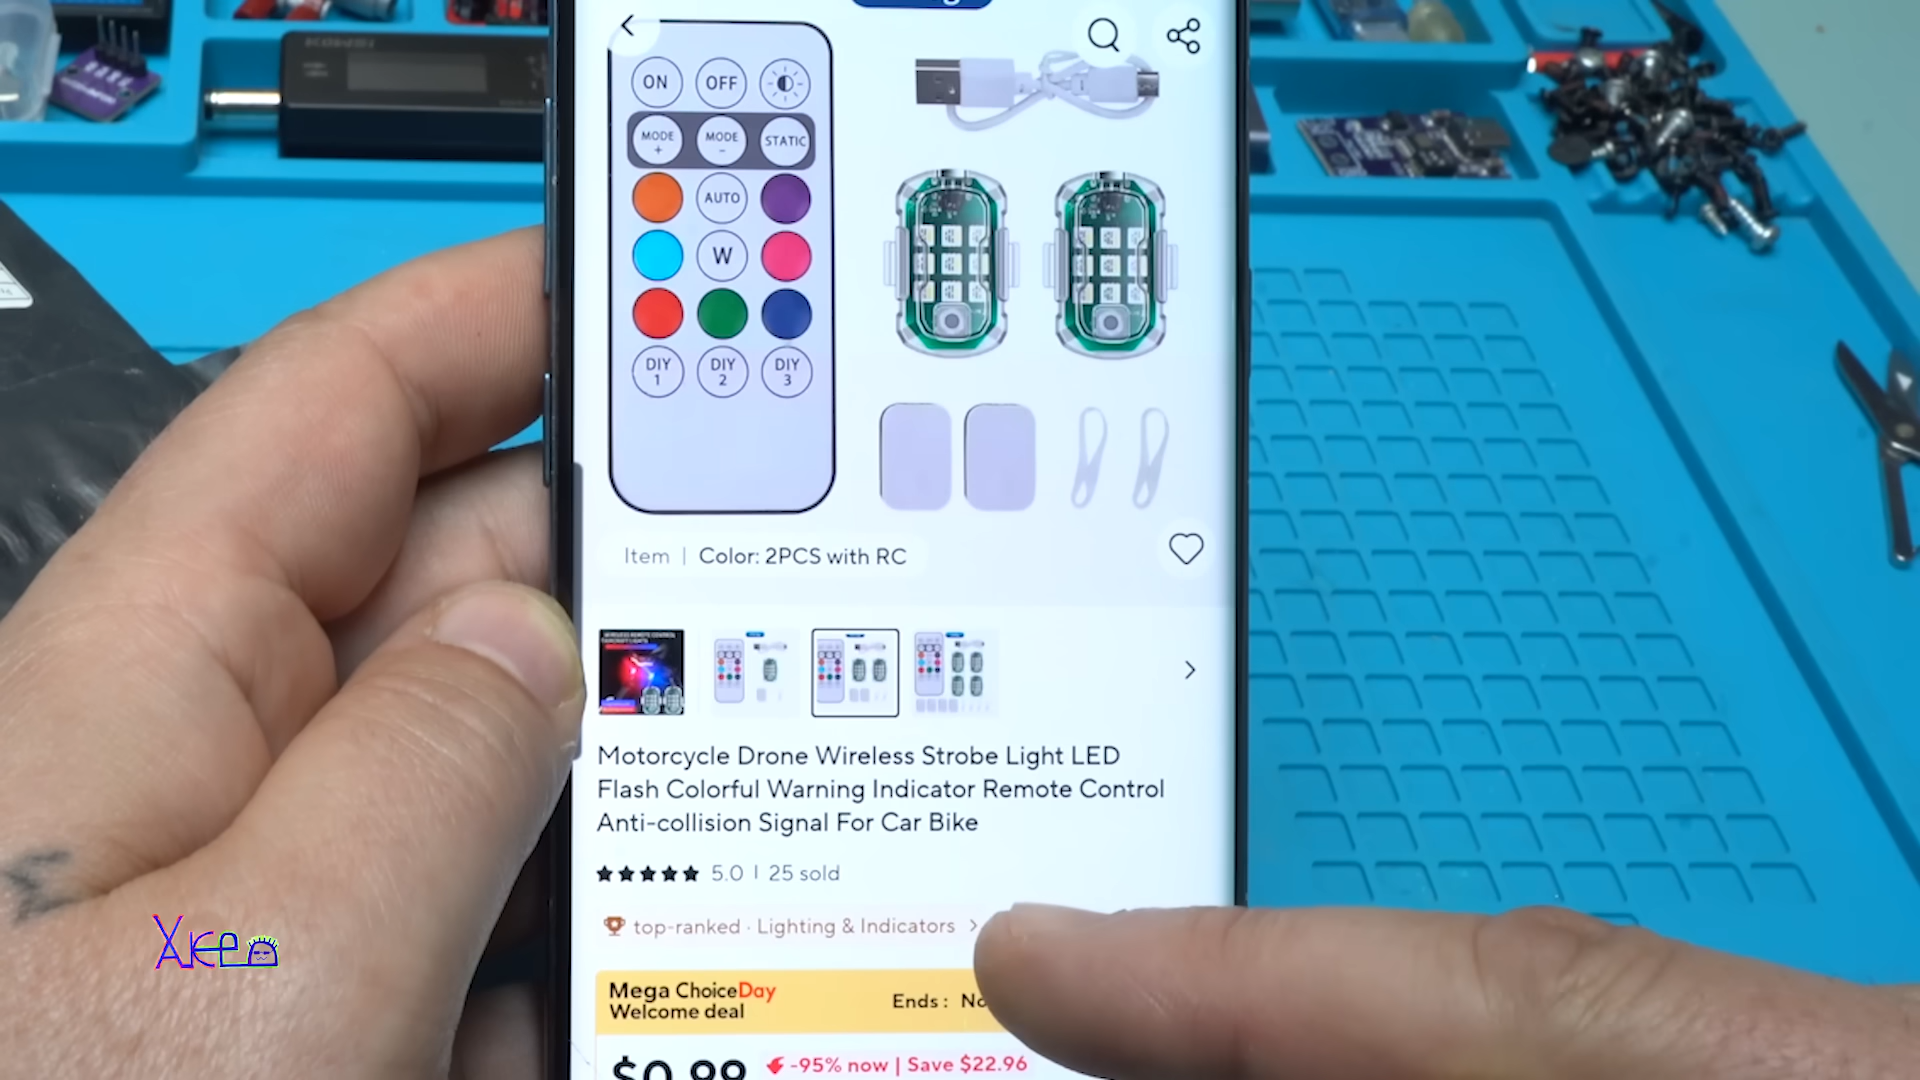 ON OFF
MODE + MODE - STATIC
AUTO
W
DIY 1 DIY 2 DIY 3
Item | Color: 2PCS with RC
Motorcycle Drone Wireless Strobe Light LED
Flash Colorful Warning Indicator Remote Control
Anti-collision Signal For Car Bike
5.0 | 25 sold
top-ranked · Lighting & Indicators >
Mega ChoiceDay
Welcome deal
Ends :
-95% now | Save $22.96